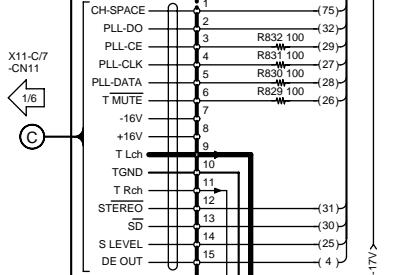 CH-SPACE 1 (75)
PLL-DO 2 (32)
PLL-CE 3 R832 100 (29)
PLL-CLK 4 R831 100 (27)
PLL-DATA 5 R830 100 (28)
T MUTE 6 R829 100 (26)
-16V 7
+16V 8
T Lch 9
TGND 10
T Rch 11
STEREO 12 (31)
SD 13 (30)
S LEVEL 14 (25)
DE OUT 15 (4)
X11-C/7
-CN11
1/6
C
-17V